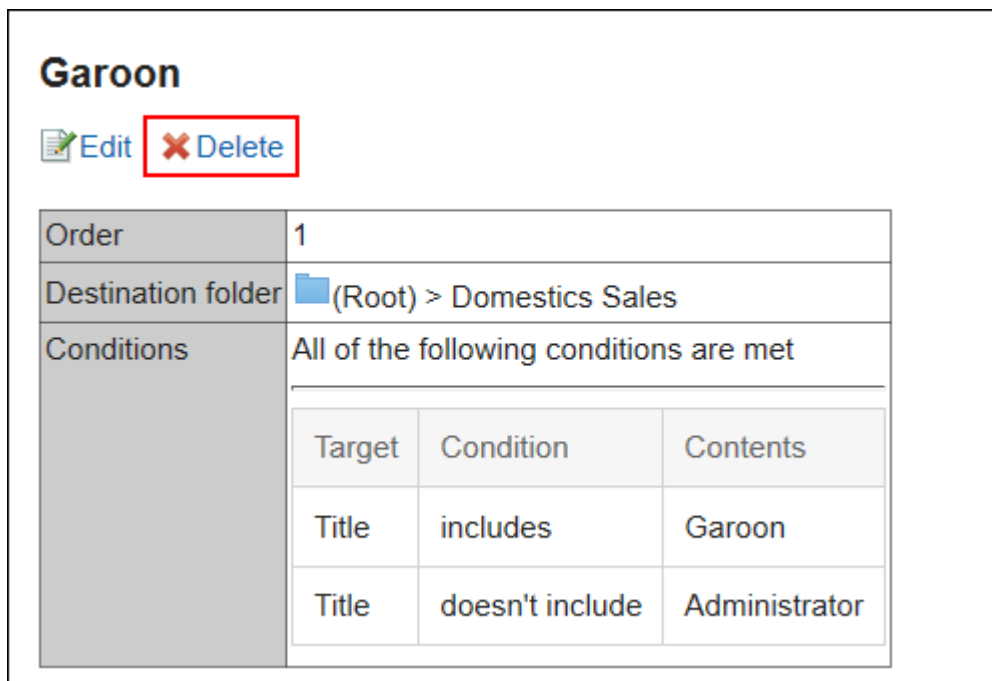 Garoon
Edit Delete
Order 1
Destination folder (Root) > Domestics Sales
Conditions All of the following conditions are met
Target Condition Contents
Title includes Garoon
Title doesn't include Administrator